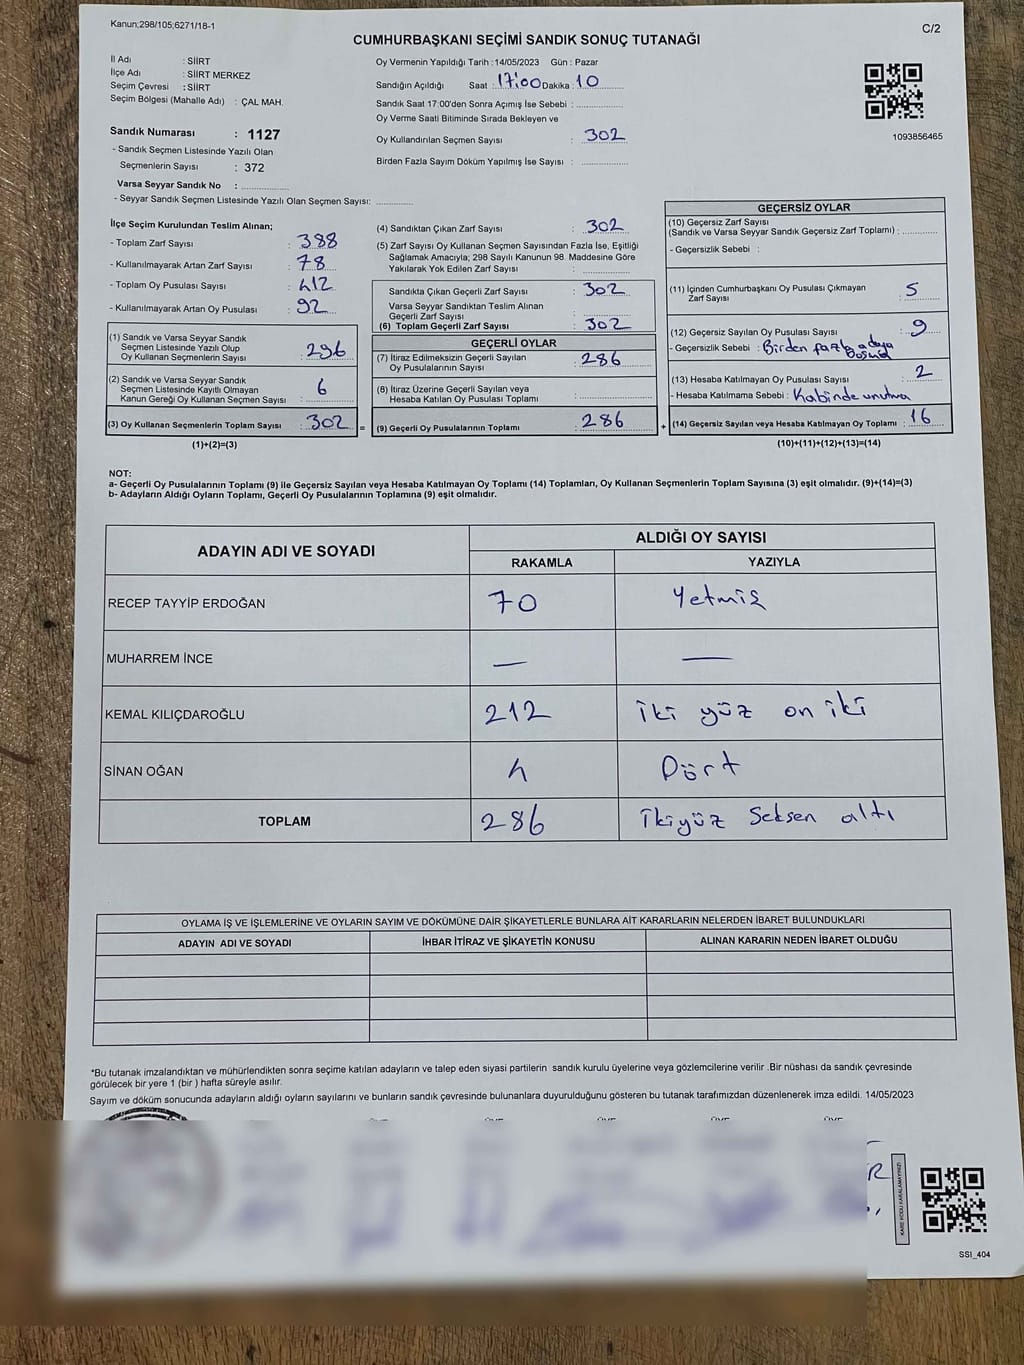 Kanun;298/105;6271/18-1
C/2
CUMHURBAŞKANI SEÇİMİ SANDIK SONUÇ TUTANAĞI
İl Adı : SİİRT
İlçe Adı : SİİRT MERKEZ
Seçim Çevresi : SİİRT
Seçim Bölgesi (Mahalle Adı) : ÇAL MAH.
Sandık Numarası : 1127
- Sandık Seçmen Listesinde Yazılı Olan
Seçmenlerin Sayısı : 372
Varsa Seyyar Sandık No : ................
- Seyyar Sandık Seçmen Listesinde Yazılı Olan Seçmen Sayısı: ............
Oy Vermenin Yapıldığı Tarih : 14/05/2023 Gün : Pazar
Sandığın Açıldığı Saat : 17:00 Dakika : 10
Sandık Saat 17:00'den Sonra Açımış İse Sebebi : ................
Oy Verme Saati Bitiminde Sırada Bekleyen ve
Oy Kullandırılan Seçmen Sayısı : 302
Birden Fazla Sayım Döküm Yapılmış İse Sayısı : ................
1093856465
İlçe Seçim Kurulundan Teslim Alınan;
- Toplam Zarf Sayısı : 388
- Kullanılmayarak Artan Zarf Sayısı : 78
- Toplam Oy Pusulası Sayısı : 412
- Kullanılmayarak Artan Oy Pusulası : 92
(1) Sandık ve Varsa Seyyar Sandık
Seçmen Listesinde Yazılı Olup
Oy Kullanan Seçmenlerin Sayısı : 296
(2) Sandık ve Varsa Seyyar Sandık
Seçmen Listesinde Kayıtlı Olmayan
Kanun Gereği Oy Kullanan Seçmen Sayısı : 6
(3) Oy Kullanan Seçmenlerin Toplam Sayısı : 302
(1)+(2)=(3)
=
(4) Sandıktan Çıkan Zarf Sayısı : 302
(5) Zarf Sayısı Oy Kullanan Seçmen Sayısından Fazla İse, Eşitliği
Sağlamak Amacıyla; 298 Sayılı Kanunun 98. Maddesine Göre
Yakılarak Yok Edilen Zarf Sayısı : ................
Sandıkta Çıkan Geçerli Zarf Sayısı : 302
Varsa Seyyar Sandıktan Teslim Alınan
Geçerli Zarf Sayısı : ................
(6) Toplam Geçerli Zarf Sayısı : 302
GEÇERLİ OYLAR
(7) İtiraz Edilmeksizin Geçerli Sayılan
Oy Pusulalarının Sayısı : 286
(8) İtiraz Üzerine Geçerli Sayılan veya
Hesaba Katılan Oy Pusulası Toplamı : ................
(9) Geçerli Oy Pusulalarının Toplamı : 286
+
GEÇERSİZ OYLAR
(10) Geçersiz Zarf Sayısı
(Sandık ve Varsa Seyyar Sandık Geçersiz Zarf Toplamı) : ............
- Geçersizlik Sebebi :
(11) İçinden Cumhurbaşkanı Oy Pusulası Çıkmayan
Zarf Sayısı : 5
(12) Geçersiz Sayılan Oy Pusulası Sayısı : 9
- Geçersizlik Sebebi : Birden fazla adaya
(13) Hesaba Katılmayan Oy Pusulası Sayısı : 2
- Hesaba Katılmama Sebebi : Kabinde unutma
(14) Geçersiz Sayılan veya Hesaba Katılmayan Oy Toplamı : 16
(10)+(11)+(12)+(13)=(14)
NOT:
a- Geçerli Oy Pusulalarının Toplamı (9) ile Geçersiz Sayılan veya Hesaba Katılmayan Oy Toplamı (14) Toplamları, Oy Kullanan Seçmenlerin Toplam Sayısına (3) eşit olmalıdır. (9)+(14)=(3)
b- Adayların Aldığı Oyların Toplamı, Geçerli Oy Pusulalarının Toplamına (9) eşit olmalıdır.
ADAYIN ADI VE SOYADI
ALDIĞI OY SAYISI
RAKAMLA YAZIYLA
RECEP TAYYİP ERDOĞAN 70 Yetmiş
MUHARREM İNCE — —
KEMAL KILIÇDAROĞLU 212 İki yüz on iki
SİNAN OĞAN 4 Dört
TOPLAM 286 İkiyüz Seksen altı
OYLAMA İŞ VE İŞLEMLERİNE VE OYLARIN SAYIM VE DÖKÜMÜNE DAİR ŞİKAYETLERLE BUNLARA AİT KARARLARIN NELERDEN İBARET BULUNDUKLARI
ADAYIN ADI VE SOYADI İHBAR İTİRAZ VE ŞİKAYETİN KONUSU ALINAN KARARIN NEDEN İBARET OLDUĞU
*Bu tutanak imzalandıktan ve mühürlendikten sonra seçime katılan adayların ve talep eden siyasi partilerin sandık kurulu üyelerine veya gözlemcilerine verilir .Bir nüshası da sandık çevresinde
görülecek bir yere 1 (bir ) hafta süreyle asılır.
Sayım ve döküm sonucunda adayların aldığı oyların sayılarını ve bunların sandık çevresinde bulunanlara duyurulduğunu gösteren bu tutanak tarafımızdan düzenlenerek imza edildi. 14/05/2023
KARE KODU KARALAMAYINIZ!
SSİ_404